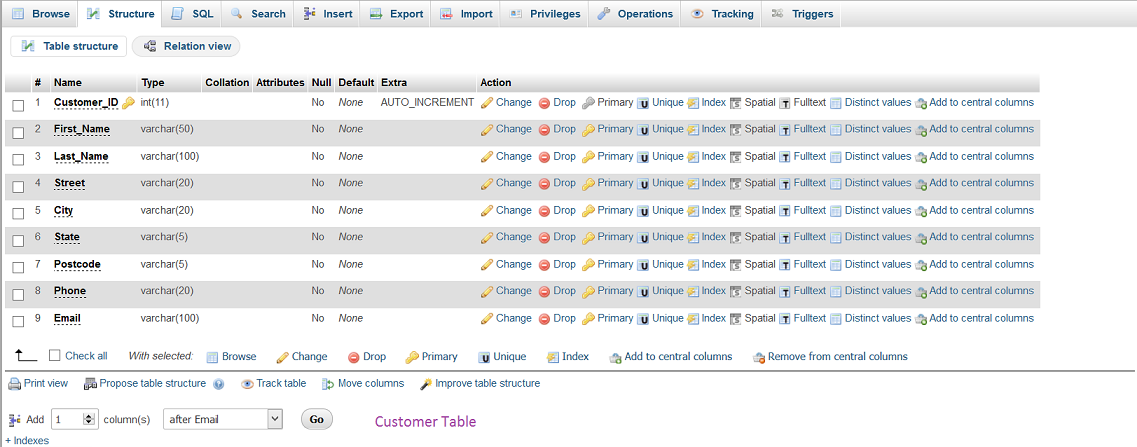 Browse Structure SQL Search Insert Export Import Privileges Operations Tracking Triggers
Table structure Relation view
# Name Type Collation Attributes Null Default Extra Action
1 Customer_ID int(11) No None AUTO_INCREMENT Change Drop Primary Unique Index Spatial Fulltext Distinct values Add to central columns
2 First_Name varchar(50) No None Change Drop Primary Unique Index Spatial Fulltext Distinct values Add to central columns
3 Last_Name varchar(100) No None Change Drop Primary Unique Index Spatial Fulltext Distinct values Add to central columns
4 Street varchar(20) No None Change Drop Primary Unique Index Spatial Fulltext Distinct values Add to central columns
5 City varchar(20) No None Change Drop Primary Unique Index Spatial Fulltext Distinct values Add to central columns
6 State varchar(5) No None Change Drop Primary Unique Index Spatial Fulltext Distinct values Add to central columns
7 Postcode varchar(5) No None Change Drop Primary Unique Index Spatial Fulltext Distinct values Add to central columns
8 Phone varchar(20) No None Change Drop Primary Unique Index Spatial Fulltext Distinct values Add to central columns
9 Email varchar(100) No None Change Drop Primary Unique Index Spatial Fulltext Distinct values Add to central columns
Check all With selected: Browse Change Drop Primary Unique Index Add to central columns Remove from central columns
Print view Propose table structure Track table Move columns Improve table structure
Add 1 column(s) after Email Go Customer Table
+ Indexes